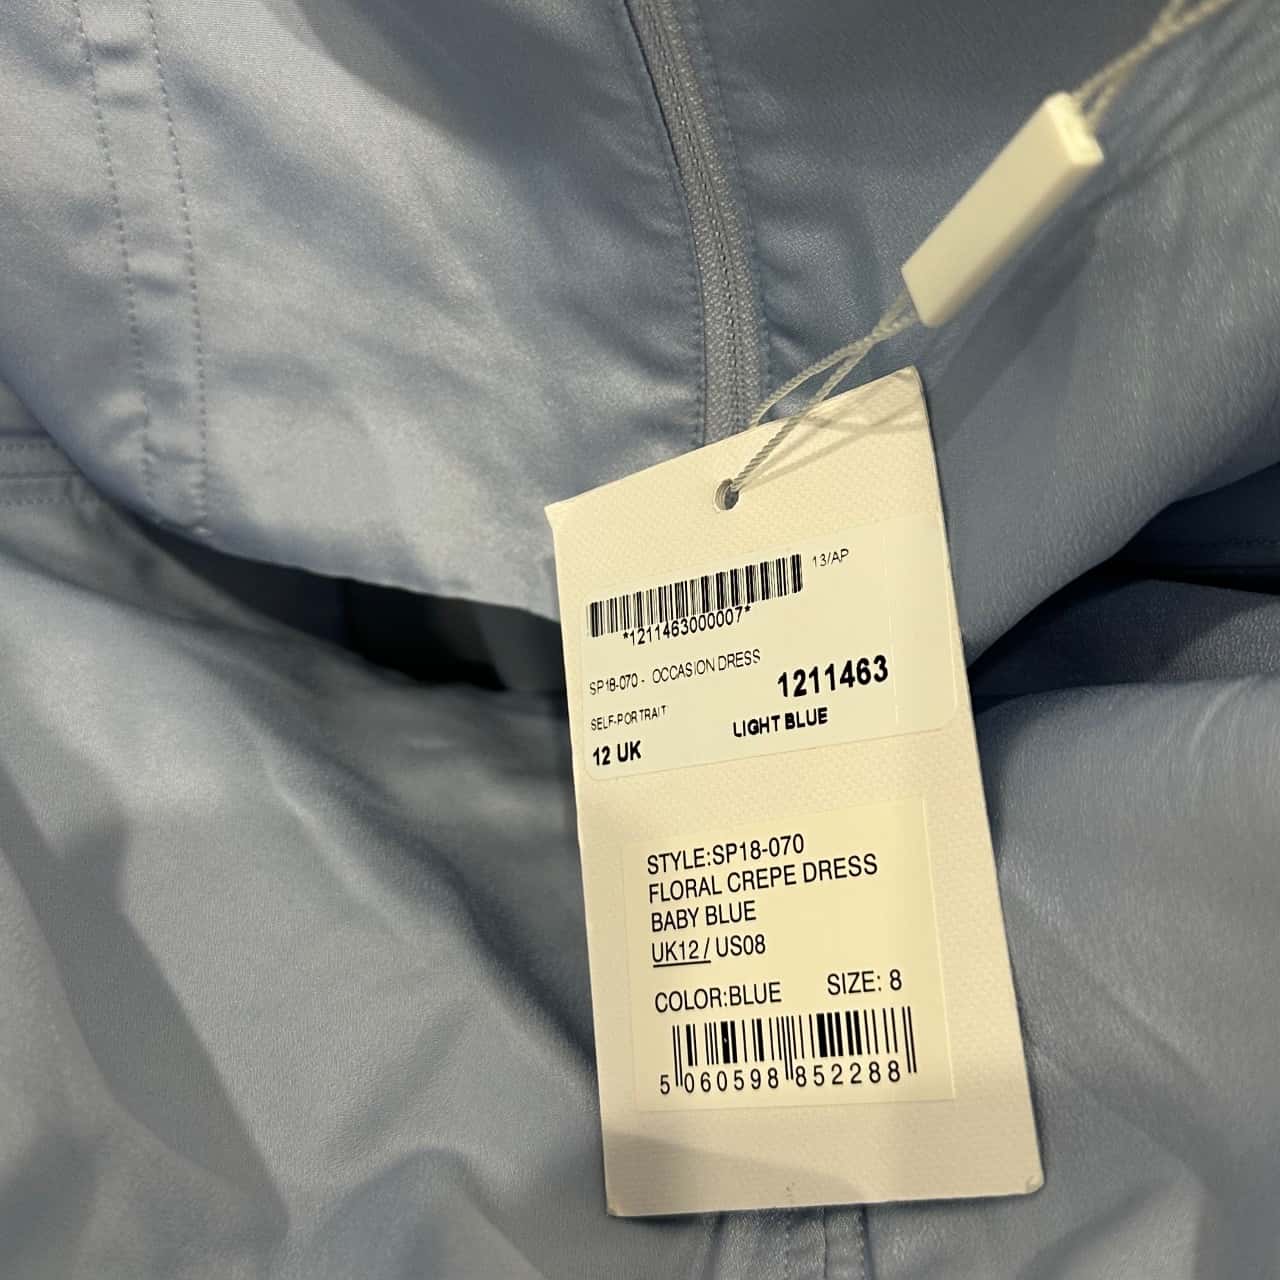 13/AP
*1211463000007*
SP18-070 - OCCASION DRESS
1211463
SELF-PORTRAIT
LIGHT BLUE
12 UK
STYLE:SP18-070
FLORAL CREPE DRESS
BABY BLUE
UK12 / US08
COLOR:BLUE SIZE: 8
5 060598 852288